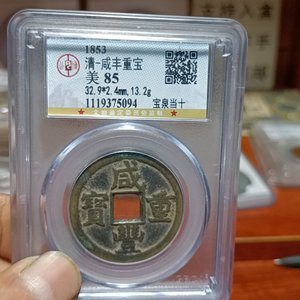 1853
清-咸丰重宝
美 85
32.9*2.4mm,13.2g
1119375094 宝泉当十
咸
寶 重
豐